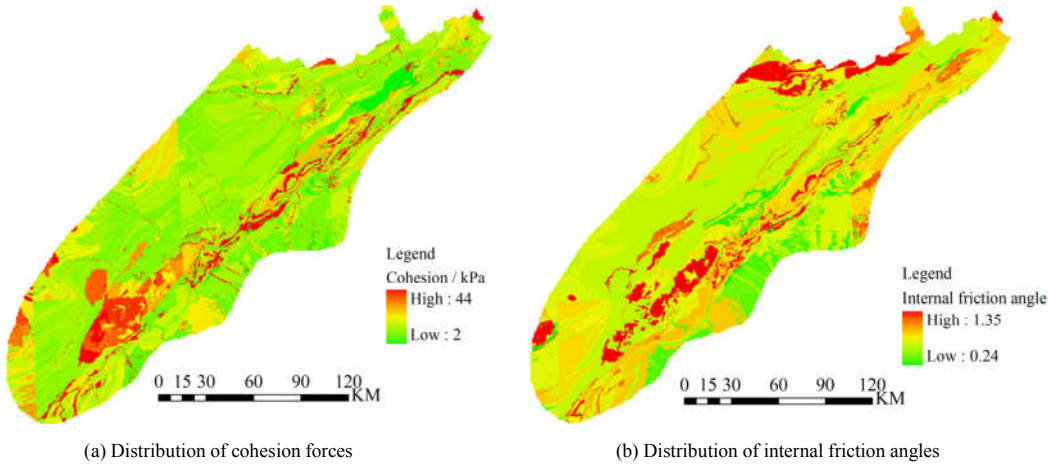 Legend
Cohesion / kPa
High : 44
Low : 2
0 15 30 60 90 120
KM
Legend
Internal friction angle
High : 1.35
Low : 0.24
0 15 30 60 90 120
KM
(a) Distribution of cohesion forces
(b) Distribution of internal friction angles